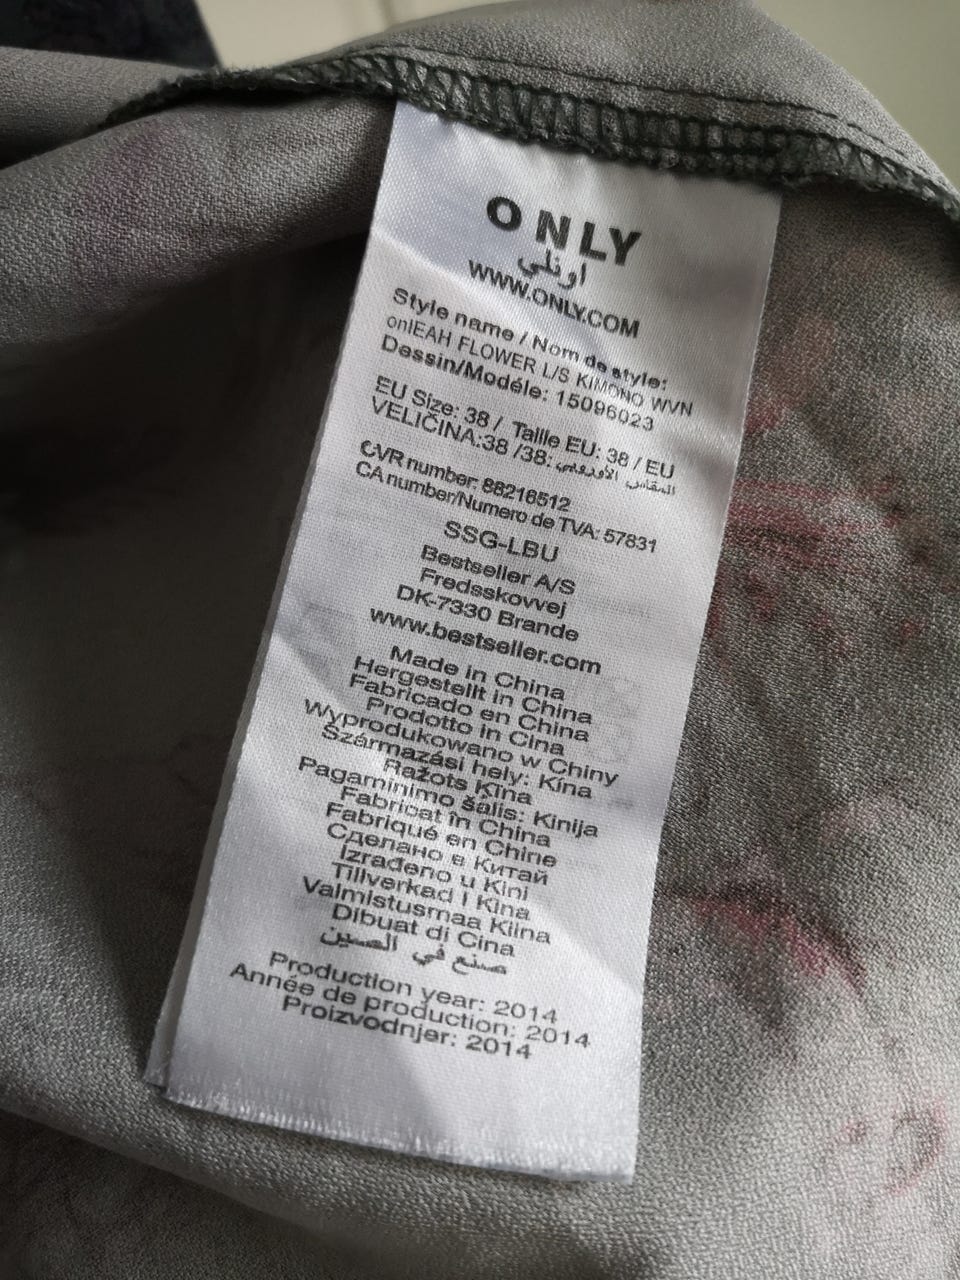 ONLY
اونلي
WWW.ONLY.COM
Style name / Nom de style:
onlEAH FLOWER L/S KIMONO WVN
Dessin/Modéle: 15096023
EU Size: 38 / Taille EU: 38 / EU
VELIČINA:38 /38: المقاس الأوروبي
CVR number: 88216512
CA number/Numero de TVA: 57831
SSG-LBU
Bestseller A/S
Fredsskovvej
DK-7330 Brande
www.bestseller.com
Made in China
Hergestellt in China
Fabricado en China
Prodotto in Cina
Wyprodukowano w Chiny
Származási hely: Kína
Ražots Ķīna
Pagaminimo šalis: Kinija
Fabricat în China
Fabriqué en Chine
Сделано в Китай
Izrađeno u Kini
Tillverkad i Kina
Valmistusmaa Kiina
Dibuat di Cina
صنع في الصين
Production year: 2014
Année de production: 2014
Proizvodnjer: 2014